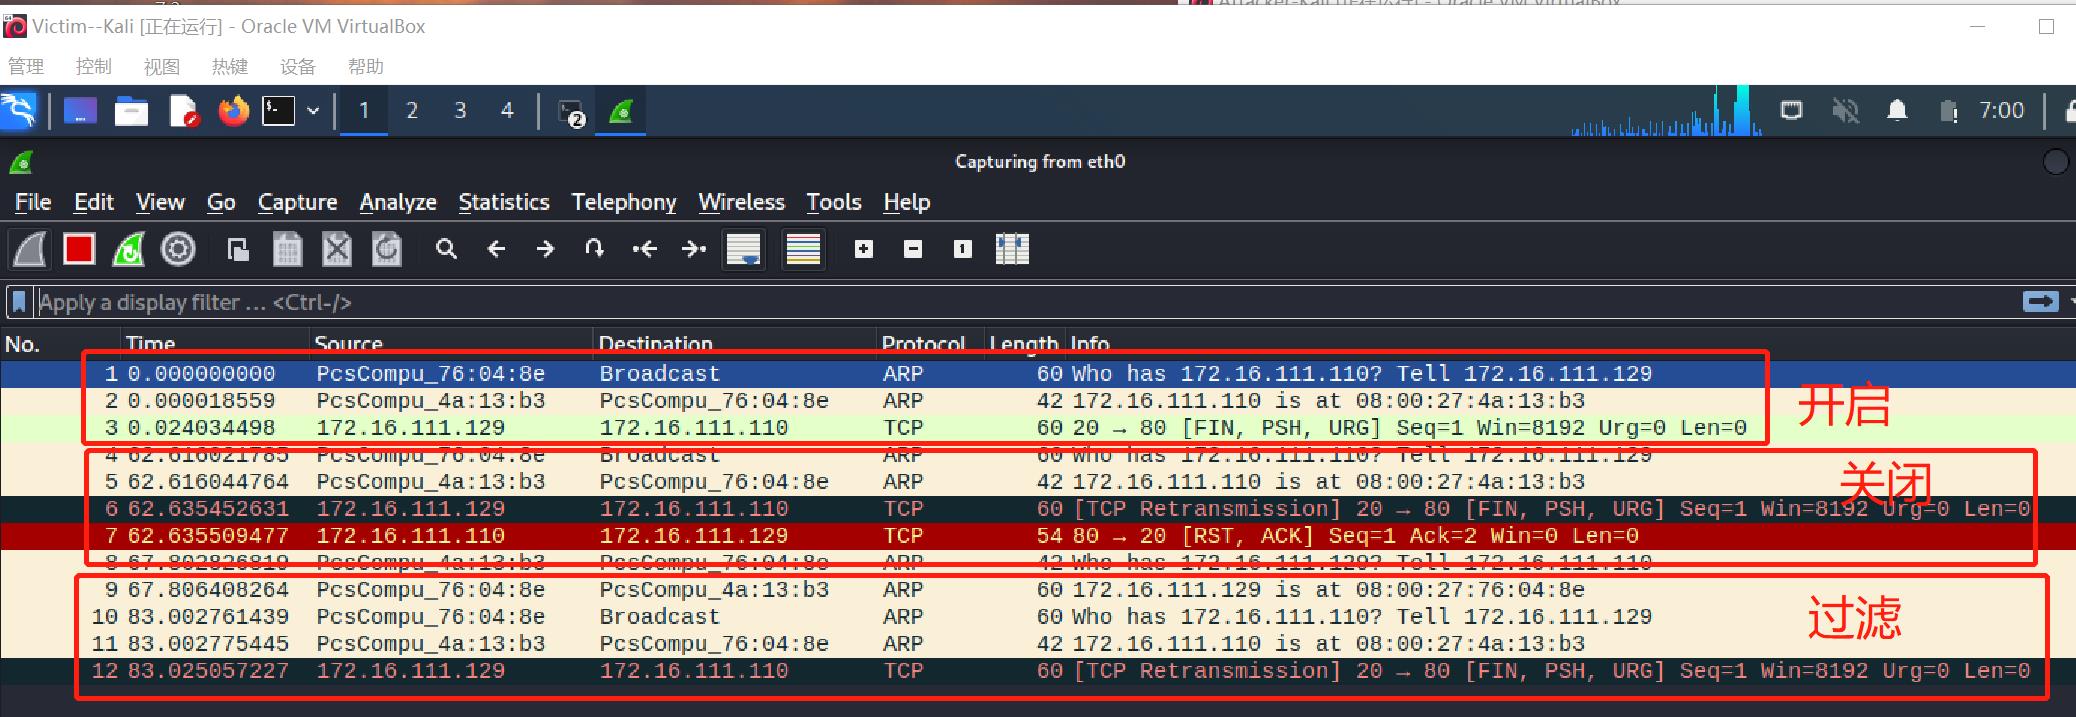 Victim--Kali [正在运行] - Oracle VM VirtualBox
管理 控制 视图 热键 设备 帮助
1 2 3 4 2 7:00
Capturing from eth0
File Edit View Go Capture Analyze Statistics Telephony Wireless Tools Help
Apply a display filter ... <Ctrl-/>
No. Time Source Destination Protocol Length Info
1 0.000000000 PcsCompu_76:04:8e Broadcast ARP 60 Who has 172.16.111.110? Tell 172.16.111.129
2 0.000018559 PcsCompu_4a:13:b3 PcsCompu_76:04:8e ARP 42 172.16.111.110 is at 08:00:27:4a:13:b3
开启
3 0.024034498 172.16.111.129 172.16.111.110 TCP 60 20 → 80 [FIN, PSH, URG] Seq=1 Win=8192 Urg=0 Len=0
4 62.616021785 PcsCompu_76:04:8e Broadcast ARP 60 Who has 172.16.111.110? Tell 172.16.111.129
5 62.616044764 PcsCompu_4a:13:b3 PcsCompu_76:04:8e ARP 42 172.16.111.110 is at 08:00:27:4a:13:b3
关闭
6 62.635452631 172.16.111.129 172.16.111.110 TCP 60 [TCP Retransmission] 20 → 80 [FIN, PSH, URG] Seq=1 Win=8192 Urg=0 Len=0
7 62.635509477 172.16.111.110 172.16.111.129 TCP 54 80 → 20 [RST, ACK] Seq=1 Ack=2 Win=0 Len=0
8 67.802826819 PcsCompu_4a:13:b3 PcsCompu_76:04:8e ARP 42 Who has 172.16.111.129? Tell 172.16.111.110
9 67.806408264 PcsCompu_76:04:8e PcsCompu_4a:13:b3 ARP 60 172.16.111.129 is at 08:00:27:76:04:8e
10 83.002761439 PcsCompu_76:04:8e Broadcast ARP 60 Who has 172.16.111.110? Tell 172.16.111.129
过滤
11 83.002775445 PcsCompu_4a:13:b3 PcsCompu_76:04:8e ARP 42 172.16.111.110 is at 08:00:27:4a:13:b3
12 83.025057227 172.16.111.129 172.16.111.110 TCP 60 [TCP Retransmission] 20 → 80 [FIN, PSH, URG] Seq=1 Win=8192 Urg=0 Len=0